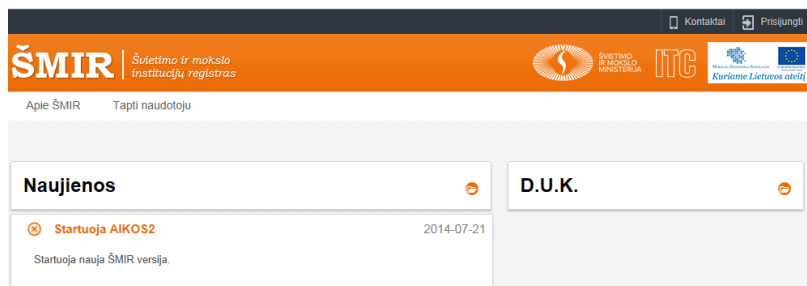 Kontaktai
Prisijungti
ŠMIR
Švietimo ir mokslo
institucijų registras
ŠVIETIMO
IR MOKSLO
MINISTERIJA
ITC
Kuriame Lietuvos ateitį
Apie ŠMIR
Tapti naudotoju
Naujienos
D.U.K.
Startuoja AIKOS2
2014-07-21
Startuoja nauja ŠMIR versija.